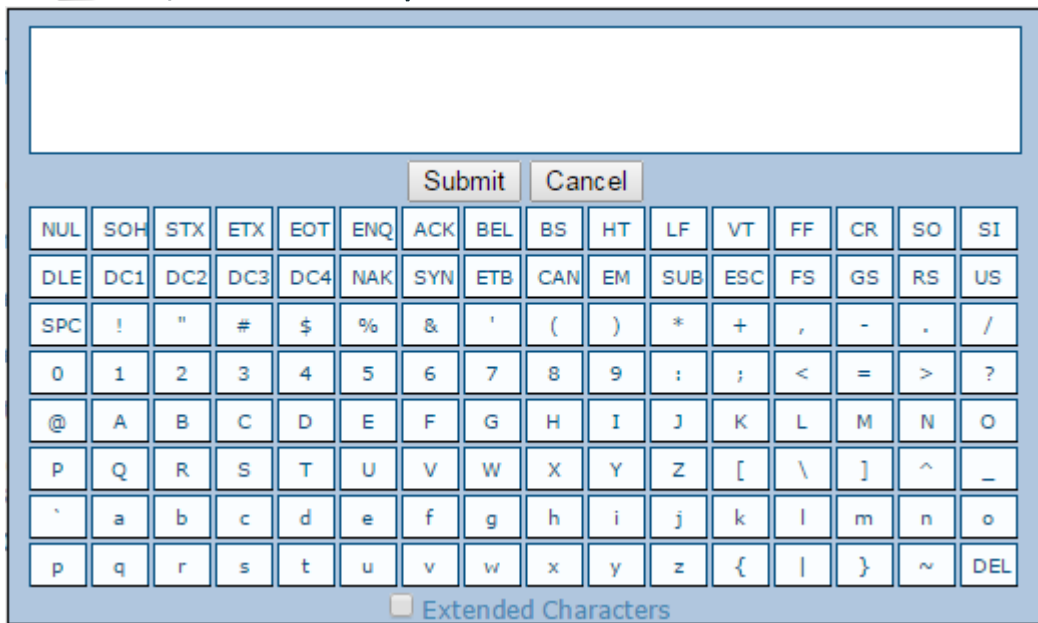 Submit Cancel
NUL SOH STX ETX EOT ENQ ACK BEL BS HT LF VT FF CR SO SI
DLE DC1 DC2 DC3 DC4 NAK SYN ETB CAN EM SUB ESC FS GS RS US
SPC ! " # $ % & ' ( ) * + , - . /
0 1 2 3 4 5 6 7 8 9 : ; < = > ?
@ A B C D E F G H I J K L M N O
P Q R S T U V W X Y Z [ \ ] ^ _
` a b c d e f g h i j k l m n o
p q r s t u v w x y z { | } ~ DEL
Extended Characters